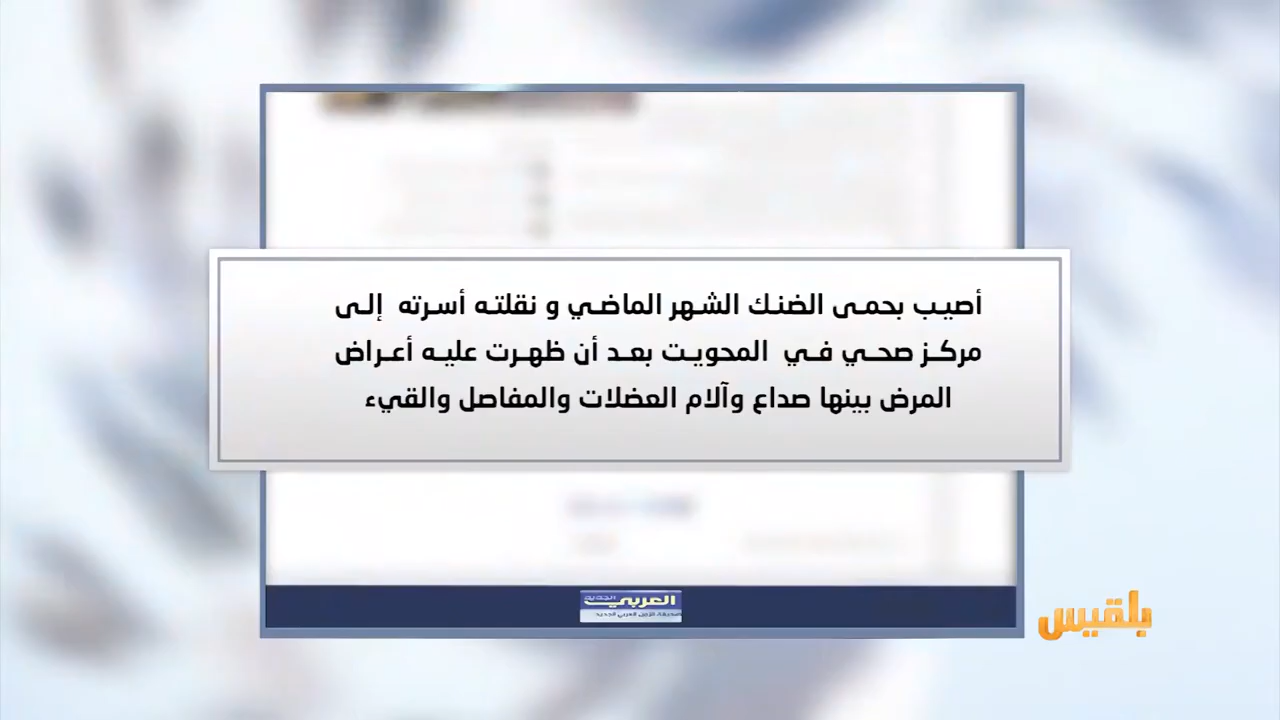 أصيب بحمى الضنك الشهر الماضي و نقلته أسرته إلى
مركز صحي في المحويت بعد أن ظهرت عليه أعراض
المرض بينها صداع وآلام العضلات والمفاصل والقيء
العربي الجديد
بلقيس